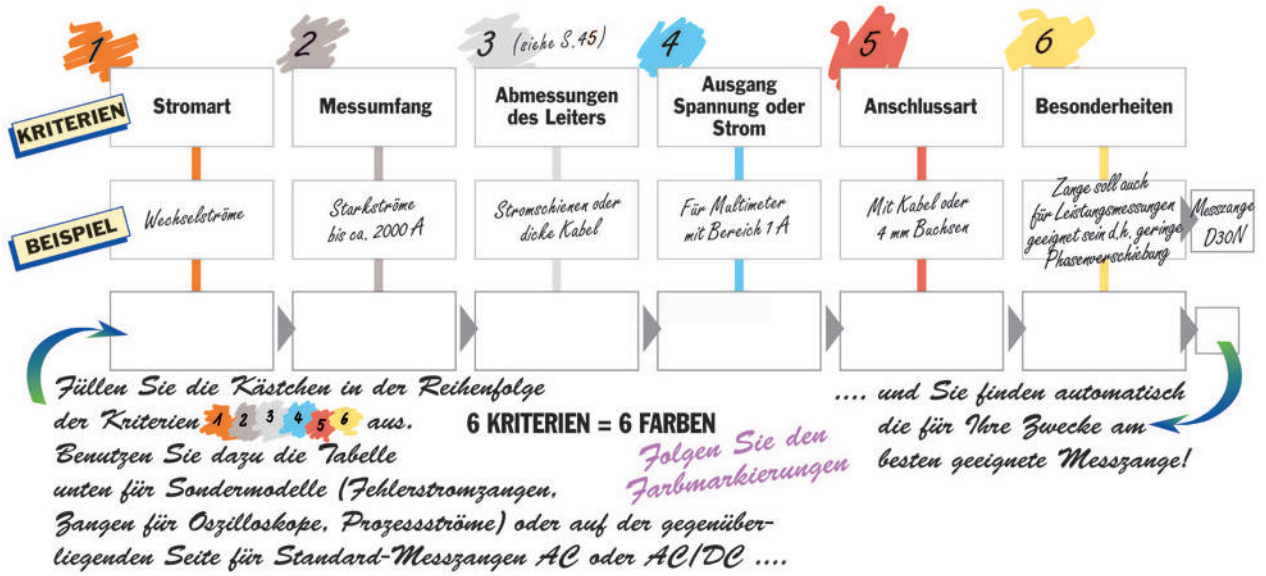 1
2
3 (siehe S.45)
4
5
6
KRITERIEN
Stromart
Messumfang
Abmessungen
des Leiters
Ausgang
Spannung oder
Strom
Anschlussart
Besonderheiten
BEISPIEL
Wechselströme
Starkströme
bis ca. 2000 A
Stromschienen oder
dicke Kabel
Für Multimeter
mit Bereich 1 A
Mit Kabel oder
4 mm Buchsen
Zange soll auch
für Leistungsmessungen
geeignet sein d.h. geringe
Phasenverschiebung
Messzange
D30N
Füllen Sie die Kästchen in der Reihenfolge
der Kriterien 1 2 3 4 5 6 aus.
Benutzen Sie dazu die Tabelle
unten für Sondermodelle (Fehlerstromzangen,
Zangen für Oszilloskope, Prozessströme) oder auf der gegenüber-
liegenden Seite für Standard-Messzangen AC oder AC/DC ....
6 KRITERIEN = 6 FARBEN
Folgen Sie den
Farbmarkierungen
.... und Sie finden automatisch
die für Ihre Zwecke am
besten geeignete Messzange!